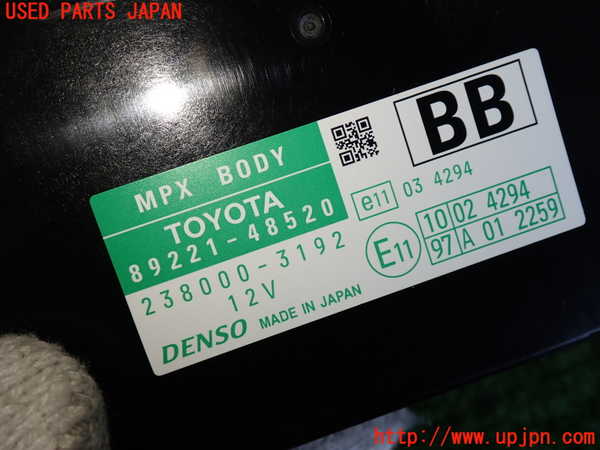 USED PARTS JAPAN
MPX BODY
TOYOTA
89221-48520
238000-3192
12V
DENSO MADE IN JAPAN
BB
e11 03 4294
E11
10 02 4294
97 A 01 2259
http://www.upjpn.com